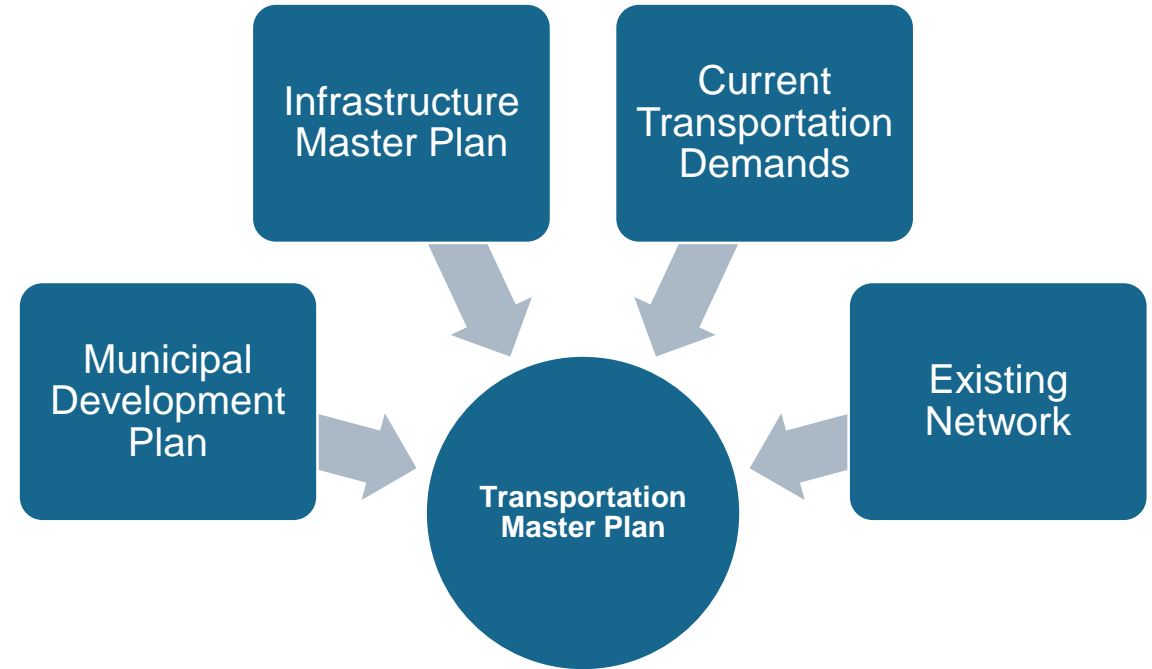 Infrastructure
Master Plan
Current
Transportation
Demands
Municipal
Development
Plan
Existing
Network
Transportation
Master Plan